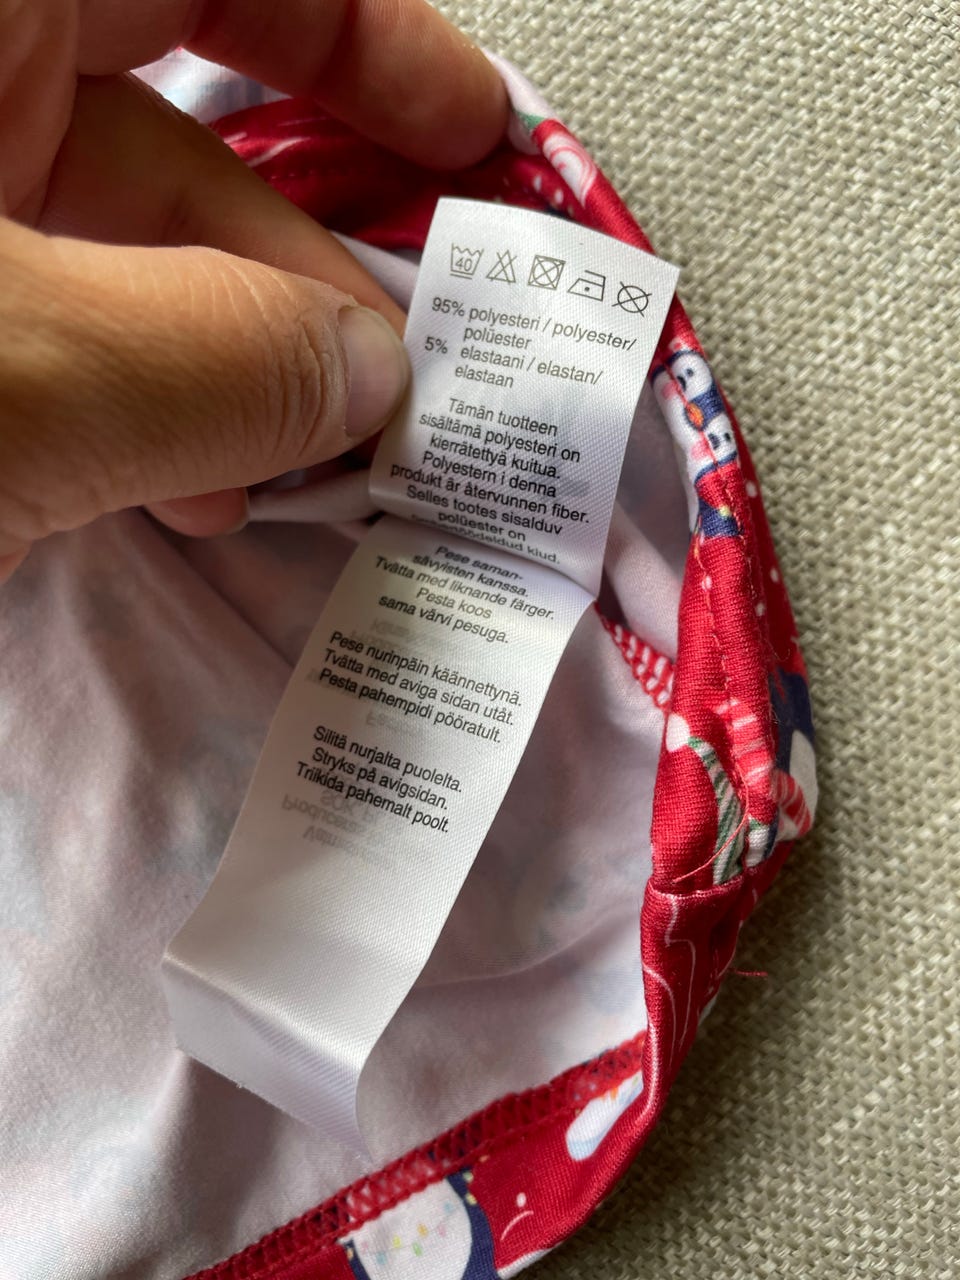 40
95% polyesteri / polyester/
polüester
5% elastaani / elastan/
elastaan
Tämän tuotteen
sisältämä polyesteri on
kierrätettyä kuitua.
Polyestern i denna
produkt är återvunnen fiber.
Selles tootes sisalduv
polüester on
kiud.
Pese saman-
sävyisten kanssa.
Tvätta med liknande färger.
Pesta koos
sama värvi pesuga.
Pese nurinpäin käännettynä.
Tvätta med aviga sidan utåt.
Pesta pahempidi pööratult.
Silitä nurjalta puolelta.
Stryks på avigsidan.
Triikida pahemalt poolt.